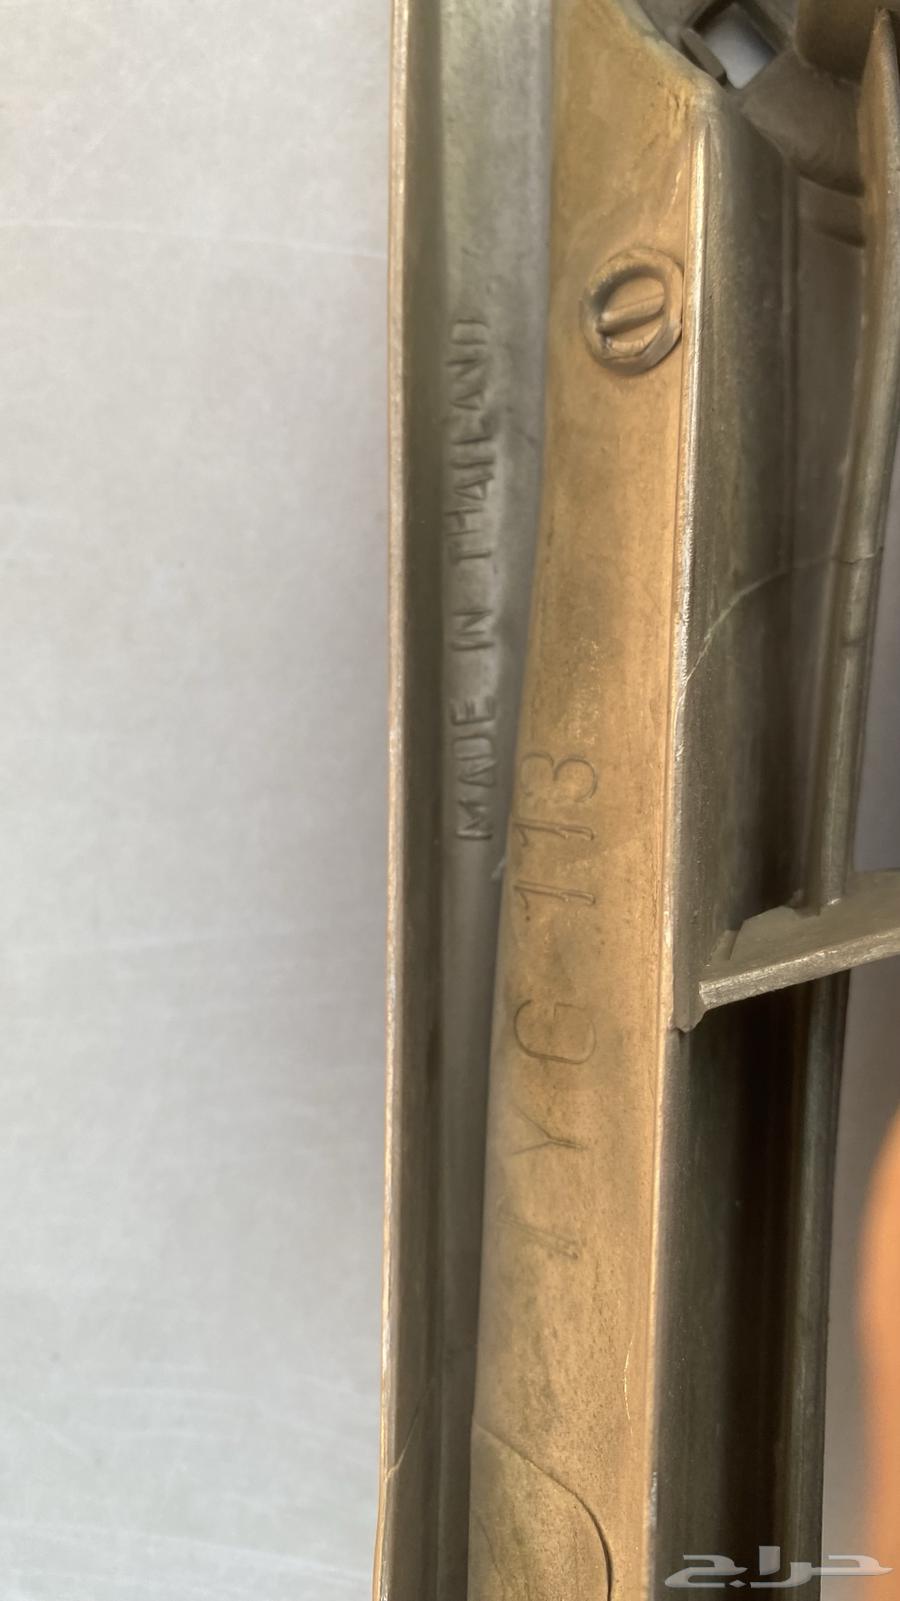 MADE IN THAILAND
TYG 113
حراج